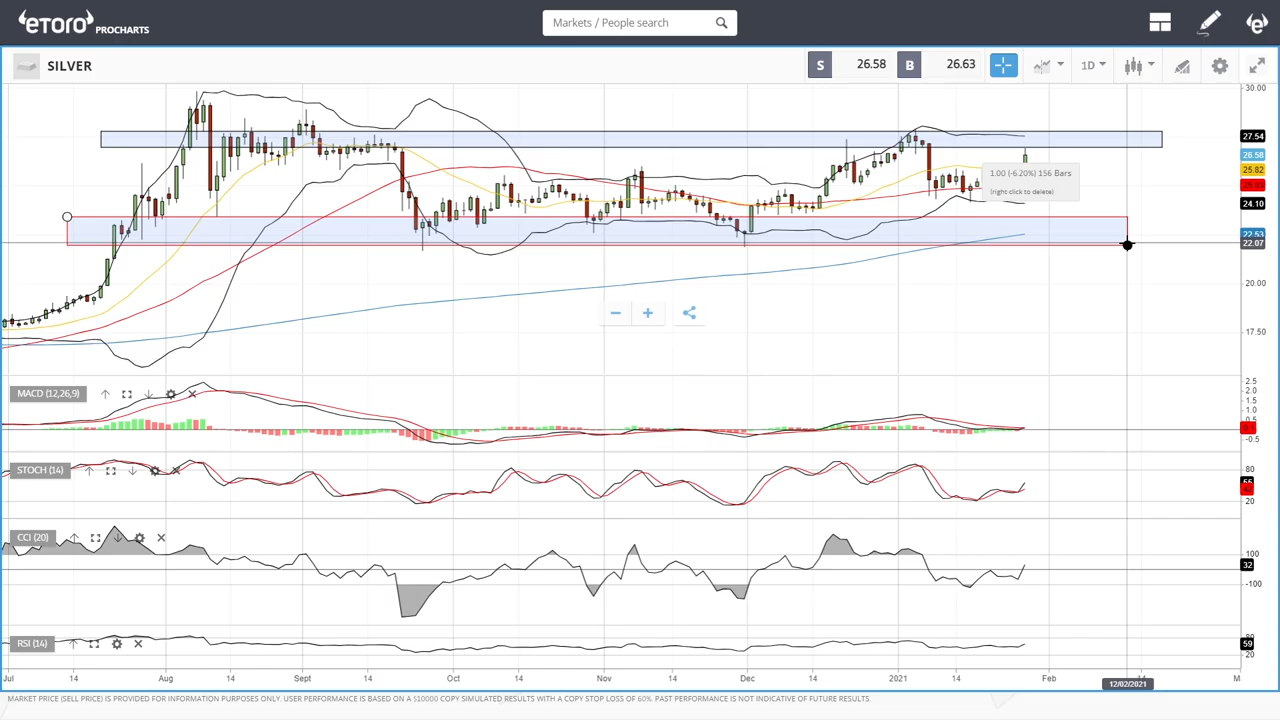 eToro PROCHARTS
Markets / People search
SILVER
S 26.58 B 26.63
1D
30.00
27.54
26.58
25.82
24.10
22.53
22.07
20.00
17.50
1.00 (-6.20%) 156 Bars
(right click to delete)
MACD (12,26,9)
2.5
2.0
1.5
1.0
-0.5
STOCH (14)
80
20
CCI (20)
100
32
-100
RSI (14)
59
20
Jul 14 Aug 14 Sept 14 Oct 14 Nov 14 Dec 14 2021 14 Feb 14 M
12/02/2021
MARKET PRICE (SELL PRICE) IS PROVIDED FOR INFORMATION PURPOSES ONLY. USER PERFORMANCE IS BASED ON A $10000 COPY SIMULATED RESULTS WITH A COPY STOP LOSS OF 60%. PAST PERFORMANCE IS NOT INDICATIVE OF FUTURE RESULTS.